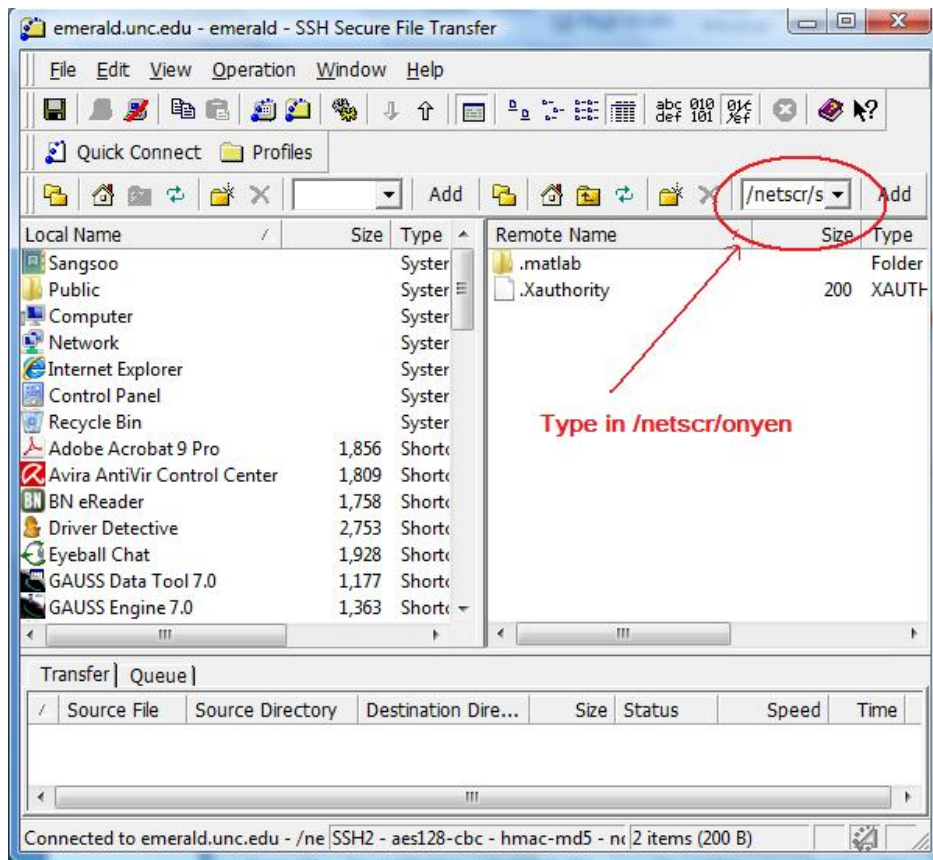 emerald.unc.edu - emerald - SSH Secure File Transfer
File Edit View Operation Window Help
abc def 010 101
Quick Connect Profiles
Add /netscr/s Add
Local Name / Size Type
Remote Name / Size Type
Sangsoo System
Public System
Computer Syster
Network Syster
Internet Explorer Syster
Control Panel Syster
Recycle Bin Syster
Adobe Acrobat 9 Pro 1,856 Shortc
Avira AntiVir Control Center 1,809 Shortc
BN eReader 1,758 Shortc
Driver Detective 2,753 Shortc
Eyeball Chat 1,928 Shortc
GAUSS Data Tool 7.0 1,177 Shortc
GAUSS Engine 7.0 1,363 Shortc
.matlab Folder
.Xauthority 200 XAUTH
Type in /netscr/onyen
Transfer Queue
/ Source File Source Directory Destination Dire... Size Status Speed Time
Connected to emerald.unc.edu - /ne SSH2 - aes128-cbc - hmac-md5 - nc 2 items (200 B)